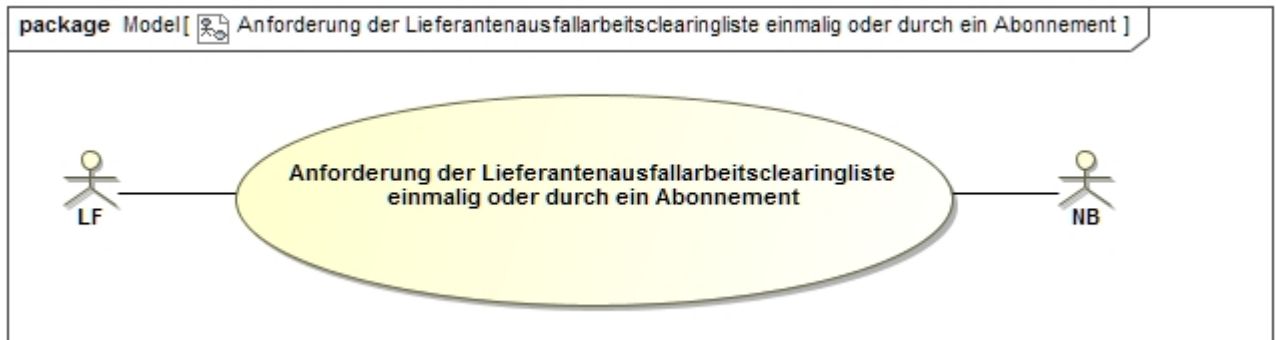 package Model[ Anforderung der Lieferantenausfallarbeitsclearingliste einmalig oder durch ein Abonnement ]
Anforderung der Lieferantenausfallarbeitsclearingliste
einmalig oder durch ein Abonnement
LF
NB